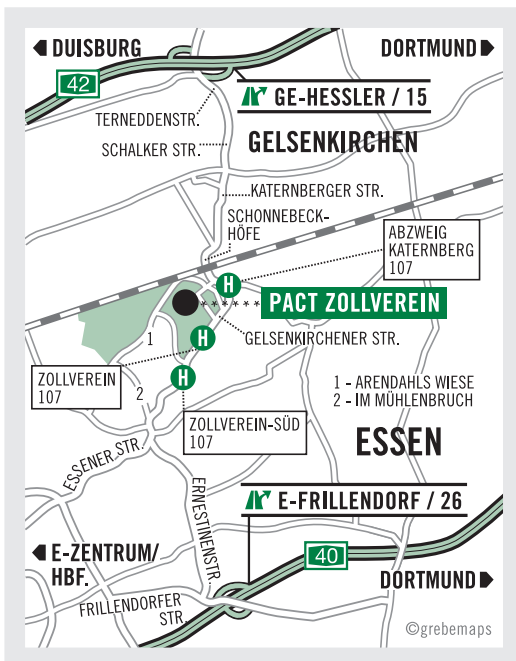 DUISBURG
DORTMUND
42
GE-HESSLER / 15
TERNEDDENSTR.
SCHALKER STR.
GELSENKIRCHEN
KATERNBERGER STR.
SCHONNEBECK-
HÖFE
ABZWEIG
KATERNBERG
107
H
PACT ZOLLVEREIN
GELSENKIRCHENER STR.
H
1
ZOLLVEREIN
107
H
2
1 - ARENDAHLS WIESE
2 - IM MÜHLENBRUCH
ZOLLVEREIN-SÜD
107
ESSEN
ESSENER STR.
ERNESTINENSTR.
E-FRILLENDORF / 26
E-ZENTRUM/
HBF.
40
DORTMUND
FRILLENDORFER
STR.
©grebemaps